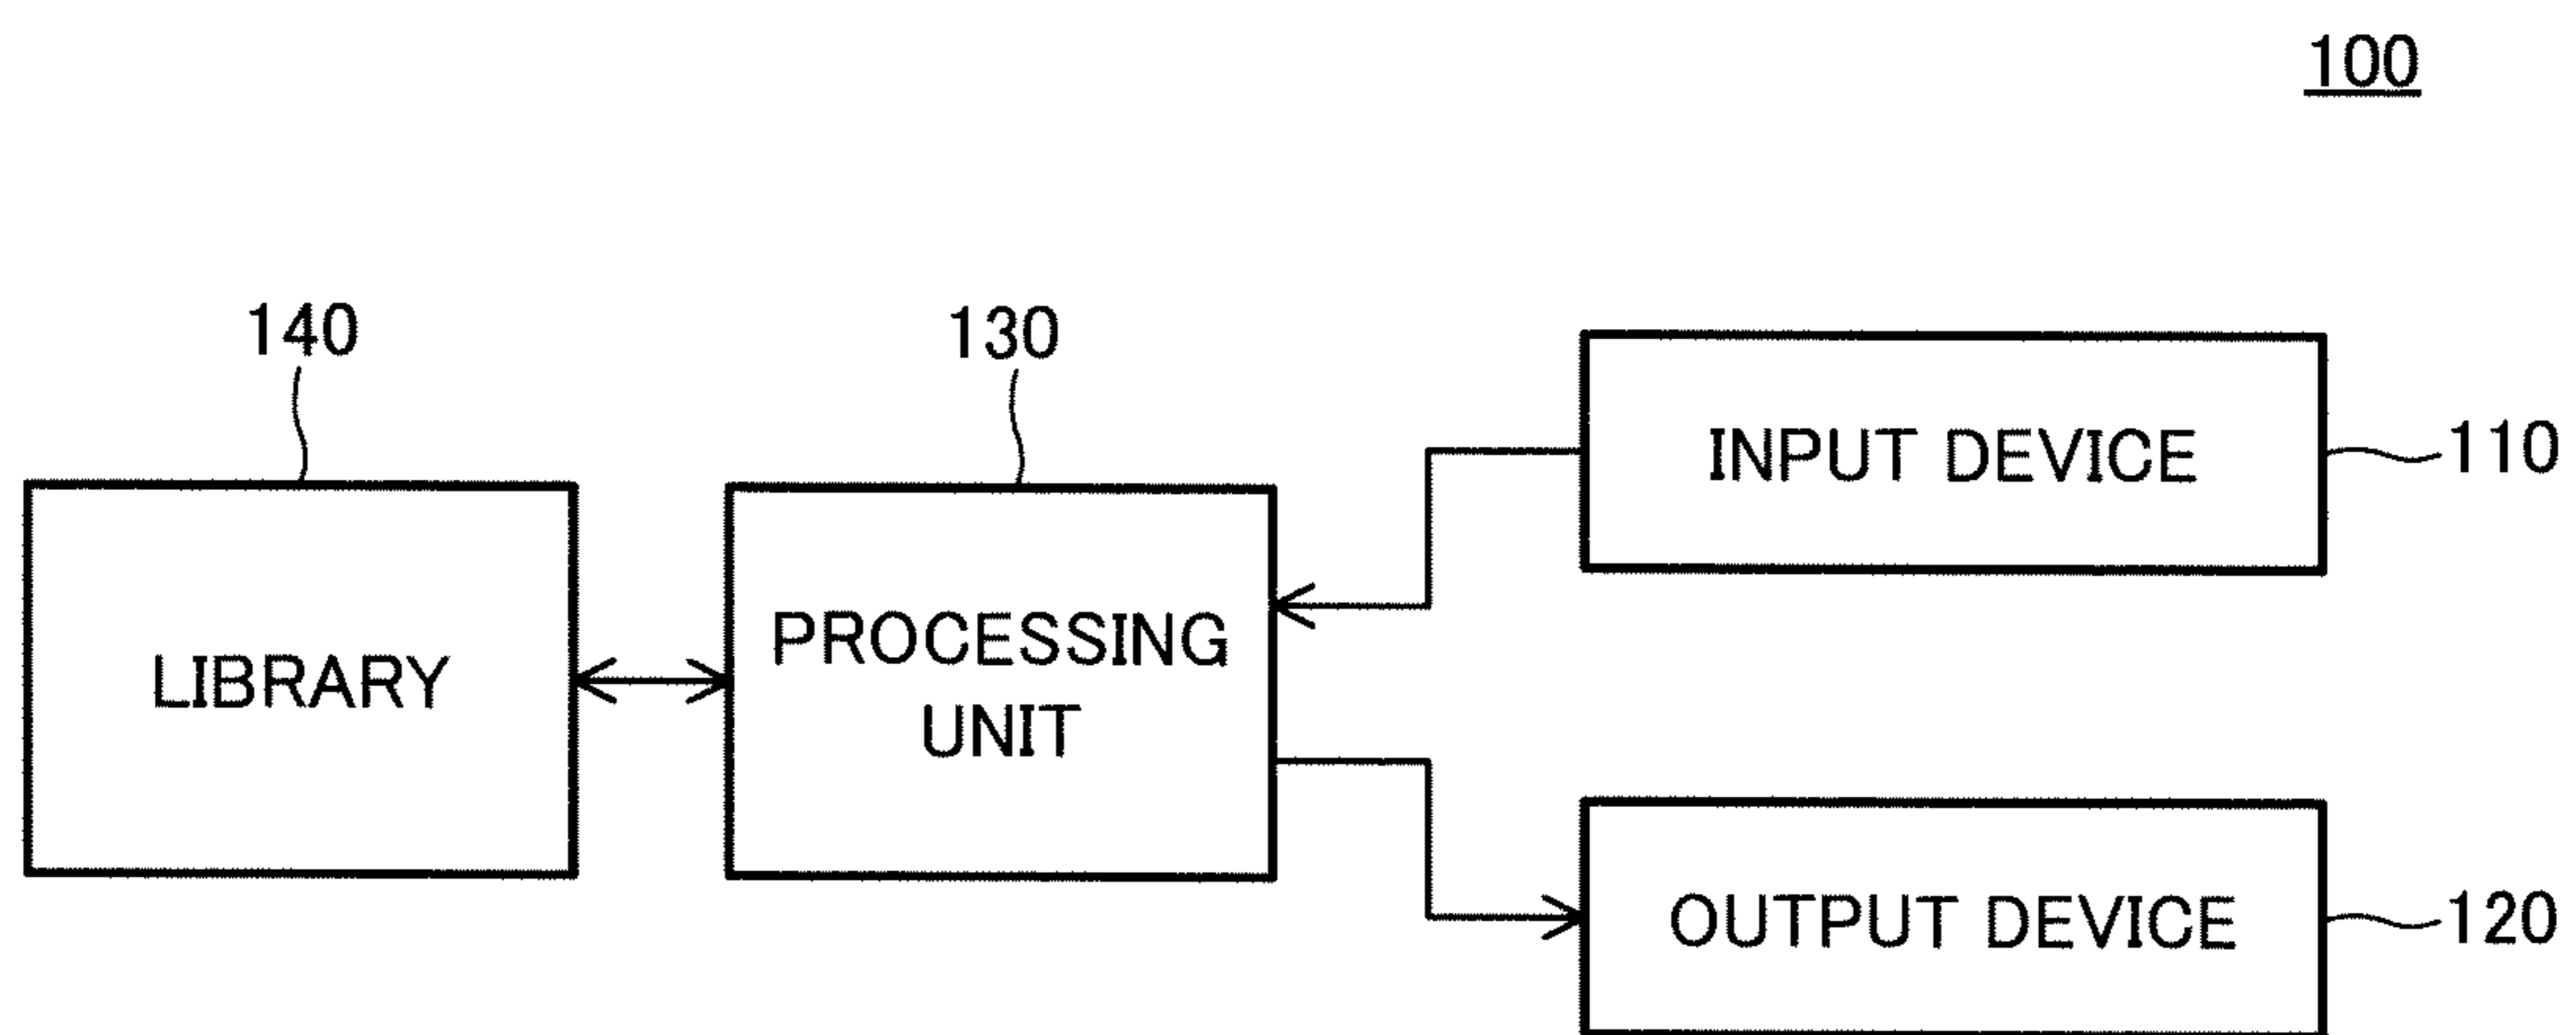 100
140
130
INPUT DEVICE
110
LIBRARY
PROCESSING
UNIT
OUTPUT DEVICE
120